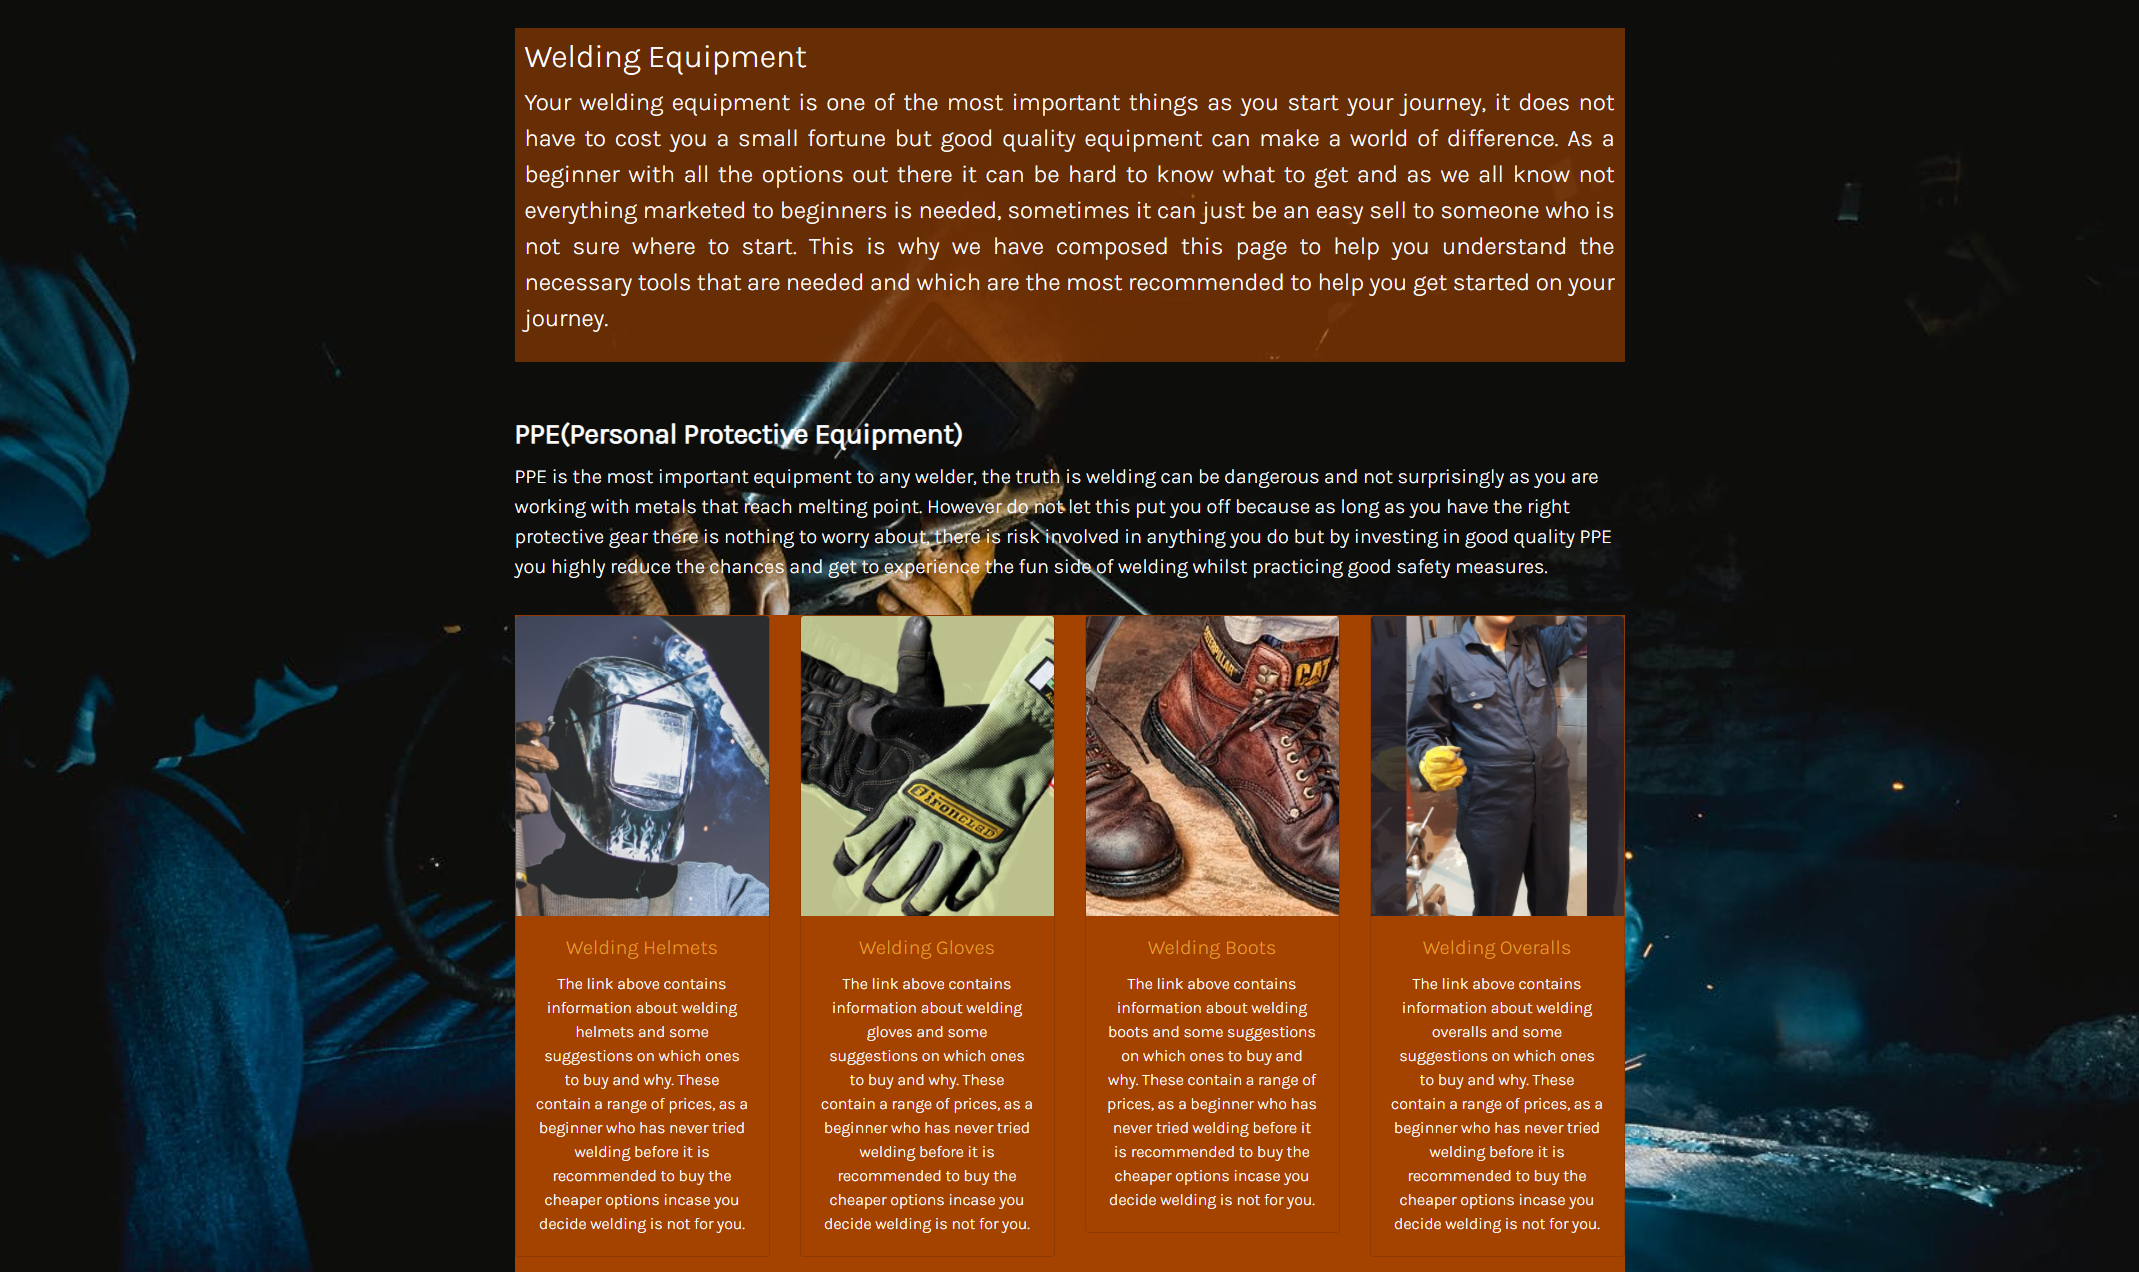 Welding Equipment
Your welding equipment is one of the most important things as you start your journey, it does not
have to cost you a small fortune but good quality equipment can make a world of difference. As a
beginner with all the options out there it can be hard to know what to get and as we all know not
everything marketed to beginners is needed, sometimes it can just be an easy sell to someone who is
not sure where to start. This is why we have composed this page to help you understand the
necessary tools that are needed and which are the most recommended to help you get started on your
journey.
PPE(Personal Protective Equipment)
PPE is the most important equipment to any welder, the truth is welding can be dangerous and not surprisingly as you are
working with metals that reach melting point. However do not let this put you off because as long as you have the right
protective gear there is nothing to worry about, there is risk involved in anything you do but by investing in good quality PPE
you highly reduce the chances and get to experience the fun side of welding whilst practicing good safety measures.
IRONCLAD
CATERPILLAR
CAT
Welding Helmets
The link above contains
information about welding
helmets and some
suggestions on which ones
to buy and why. These
contain a range of prices, as a
beginner who has never tried
welding before it is
recommended to buy the
cheaper options incase you
decide welding is not for you.
Welding Gloves
The link above contains
information about welding
gloves and some
suggestions on which ones
to buy and why. These
contain a range of prices, as a
beginner who has never tried
welding before it is
recommended to buy the
cheaper options incase you
decide welding is not for you.
Welding Boots
The link above contains
information about welding
boots and some suggestions
on which ones to buy and
why. These contain a range of
prices, as a beginner who has
never tried welding before it
is recommended to buy the
cheaper options incase you
decide welding is not for you.
Welding Overalls
The link above contains
information about welding
overalls and some
suggestions on which ones
to buy and why. These
contain a range of prices, as a
beginner who has never tried
welding before it is
recommended to buy the
cheaper options incase you
decide welding is not for you.